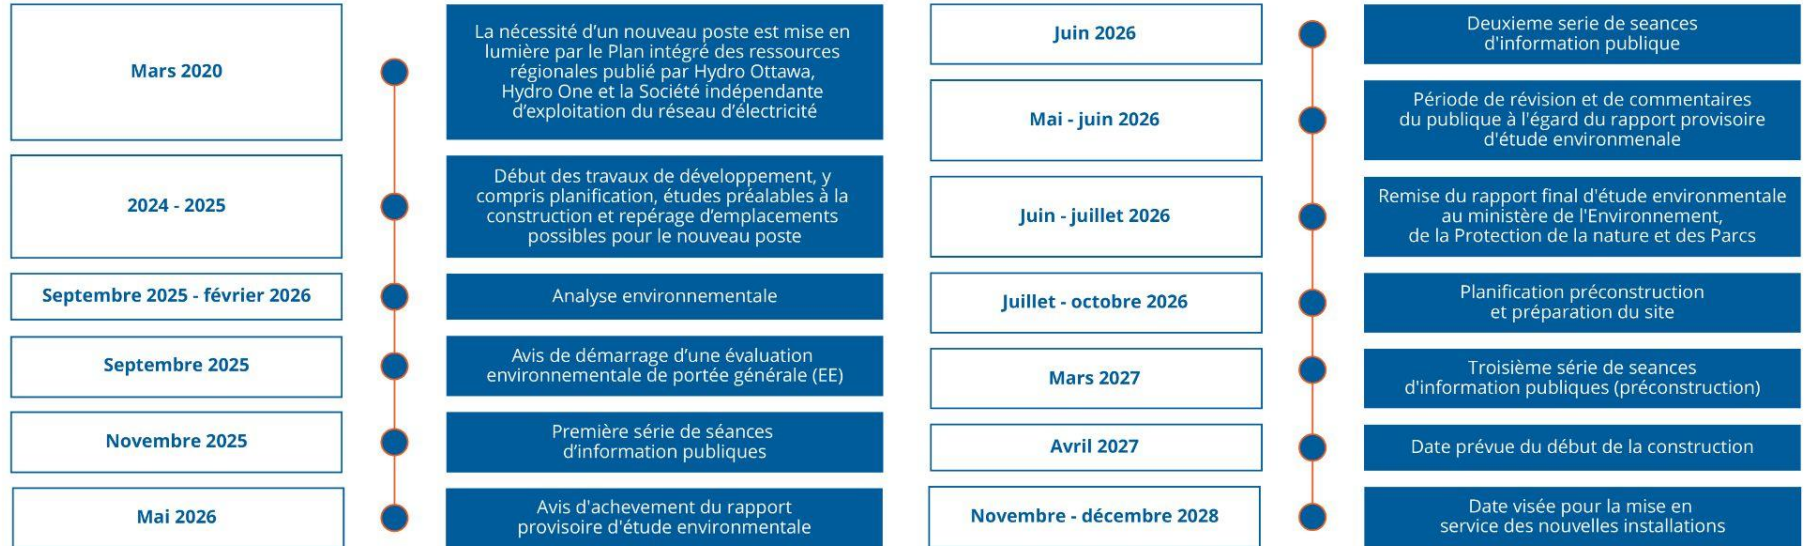 Mars 2020
La nécessité d’un nouveau poste est mise en
lumière par le Plan intégré des ressources
régionales publié par Hydro Ottawa,
Hydro One et la Société indépendante
d’exploitation du réseau d’électricité
2024 - 2025
Début des travaux de développement, y
compris planification, études préalables à la
construction et repérage d’emplacements
possibles pour le nouveau poste
Septembre 2025 - février 2026
Analyse environnementale
Septembre 2025
Avis de démarrage d’une évaluation
environnementale de portée générale (EE)
Novembre 2025
Première série de séances
d’information publiques
Mai 2026
Avis d'achevement du rapport
provisoire d'étude environmentale
Juin 2026
Deuxieme serie de seances
d'information publique
Mai - juin 2026
Période de révision et de commentaires
du publique à l'égard du rapport provisoire
d'étude environmenale
Juin - juillet 2026
Remise du rapport final d'étude environmentale
au ministère de l'Environnement,
de la Protection de la nature et des Parcs
Juillet - octobre 2026
Planification préconstruction
et préparation du site
Mars 2027
Troisième série de seances
d'information publiques (préconstruction)
Avril 2027
Date prévue du début de la construction
Novembre - décembre 2028
Date visée pour la mise en
service des nouvelles installations